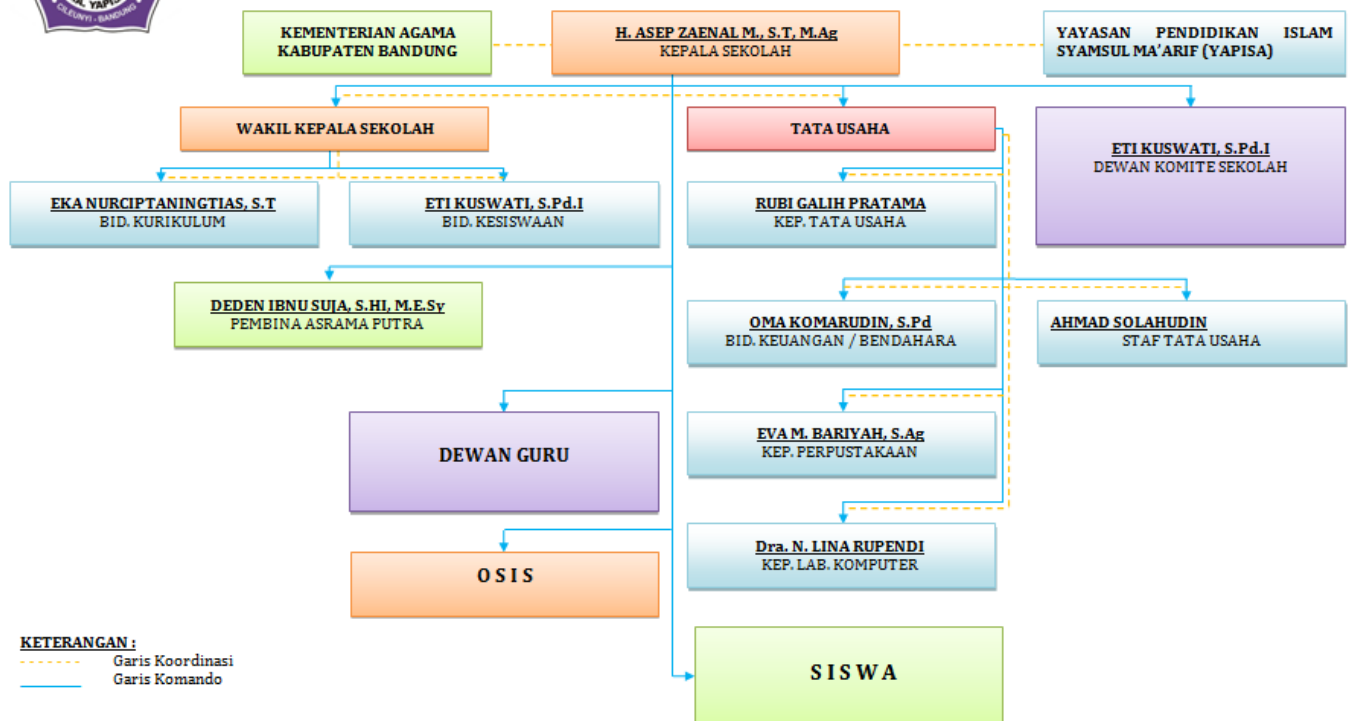 YAPIS
CILEUNYI - BANDUNG
KEMENTERIAN AGAMA
KABUPATEN BANDUNG
H. ASEP ZAENAL M., S.T, M.Ag
KEPALA SEKOLAH
YAYASAN PENDIDIKAN ISLAM
SYAMSUL MA'ARIF (YAPISA)
WAKIL KEPALA SEKOLAH
TATA USAHA
ETI KUSWATI, S.Pd.I
DEWAN KOMITE SEKOLAH
EKA NURCIPTANINGTIAS, S.T
BID. KURIKULUM
ETI KUSWATI, S.Pd.I
BID. KESISWAAN
RUBI GALIH PRATAMA
KEP. TATA USAHA
DEDEN IBNU SUJA, S.HI, M.E.Sy
PEMBINA ASRAMA PUTRA
OMA KOMARUDIN, S.Pd
BID. KEUANGAN / BENDAHARA
AHMAD SOLAHUDIN
STAF TATA USAHA
DEWAN GURU
EVA M. BARIYAH, S.Ag
KEP. PERPUSTAKAAN
Dra. N. LINA RUPENDI
KEP. LAB. KOMPUTER
O S I S
KETERANGAN :
Garis Koordinasi
Garis Komando
S I S W A